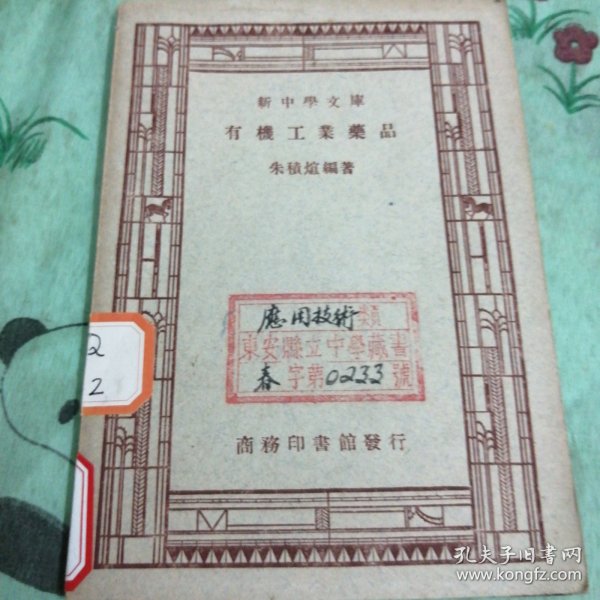 新中學文庫
有機工業藥品
朱積煊編著
應用技術類
東安縣立中學藏書
春字第0233號
商務印書館發行
2
2
孔夫子旧书网
www.kongfz.com